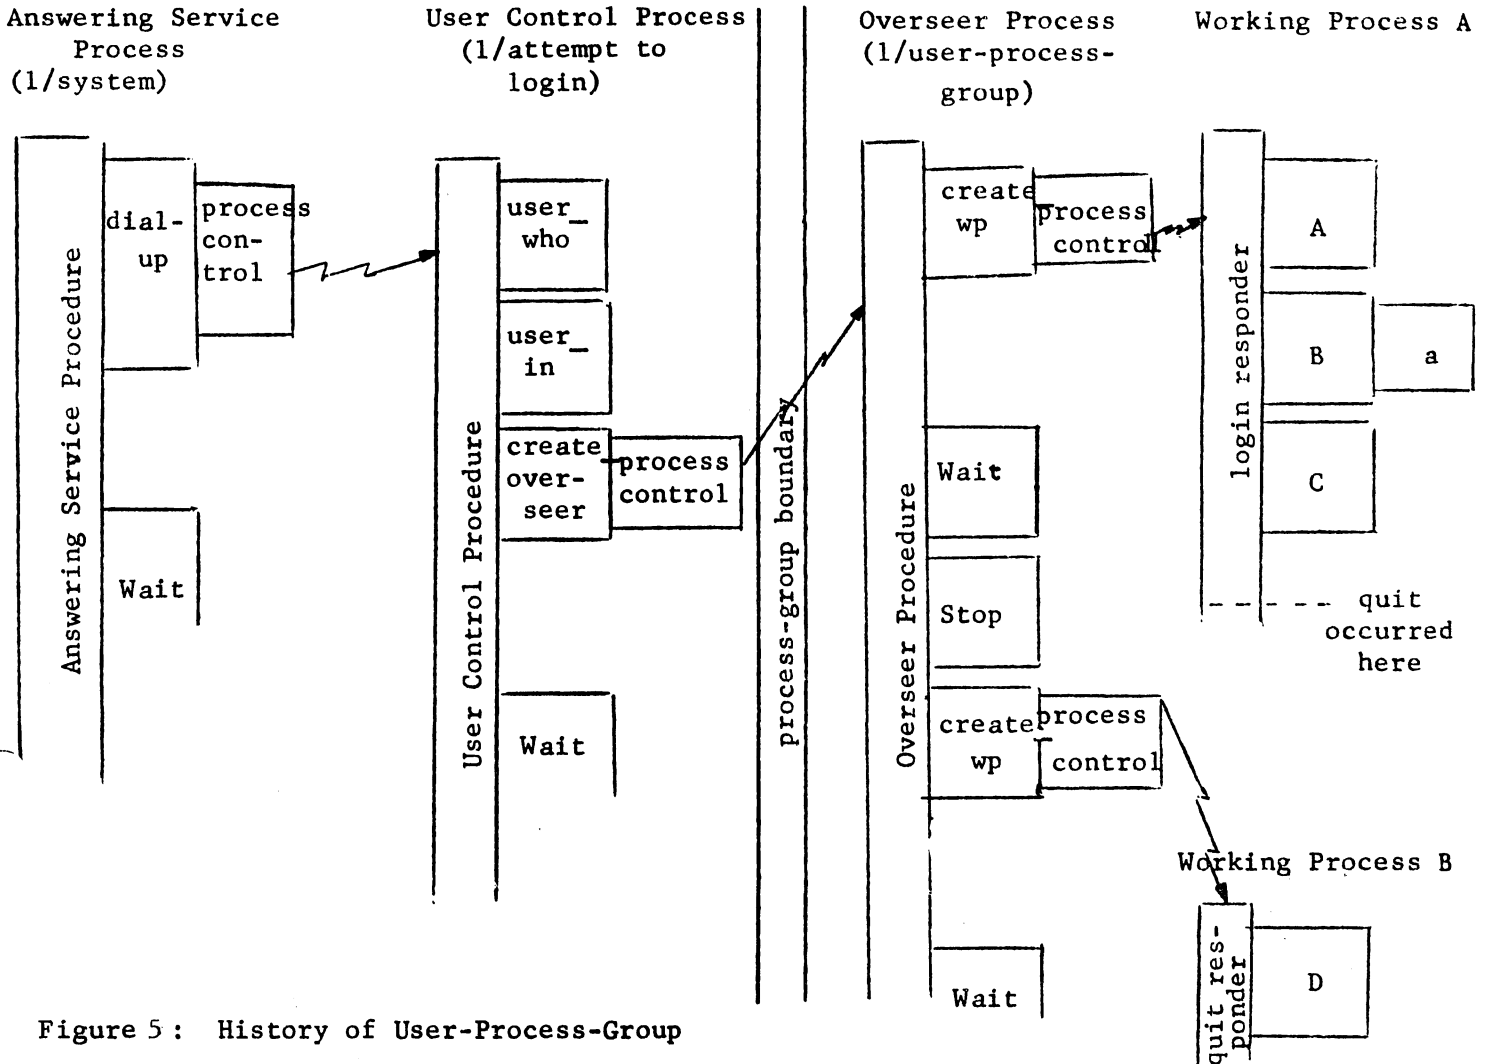 Answering Service
Process
(1/system)
User Control Process
(1/attempt to
login)
Overseer Process
(1/user-process-
group)
Working Process A
Answering Service Procedure
dial-
up
process
con-
trol
Wait
User Control Procedure
user_
who
user_
in
create
over-
seer
process
control
Wait
process-group boundary
Overseer Procedure
create_
wp
process
control
Wait
Stop
create_
wp
process
control
Wait
login responder
A
B
a
C
quit
occurred
here
Working Process B
quit res-
ponder
D
Figure 5: History of User-Process-Group